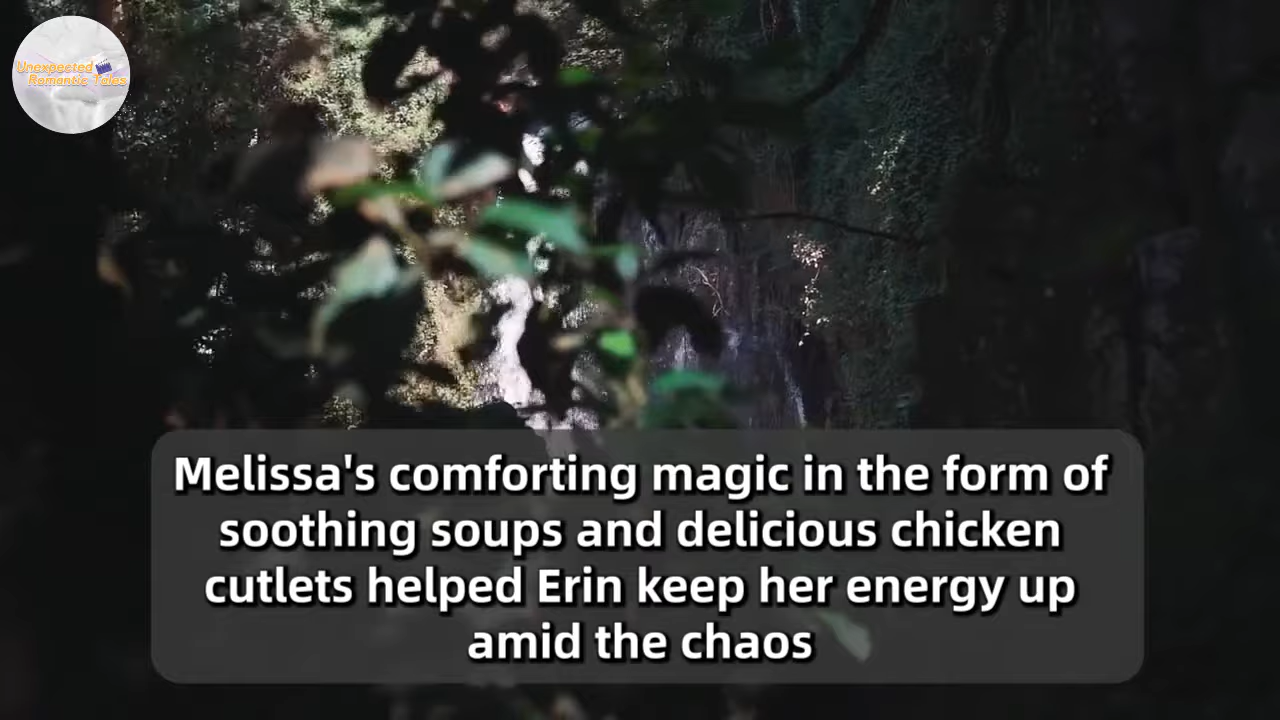 Unexpected
Romantic Tales
Melissa's comforting magic in the form of
soothing soups and delicious chicken
cutlets helped Erin keep her energy up
amid the chaos